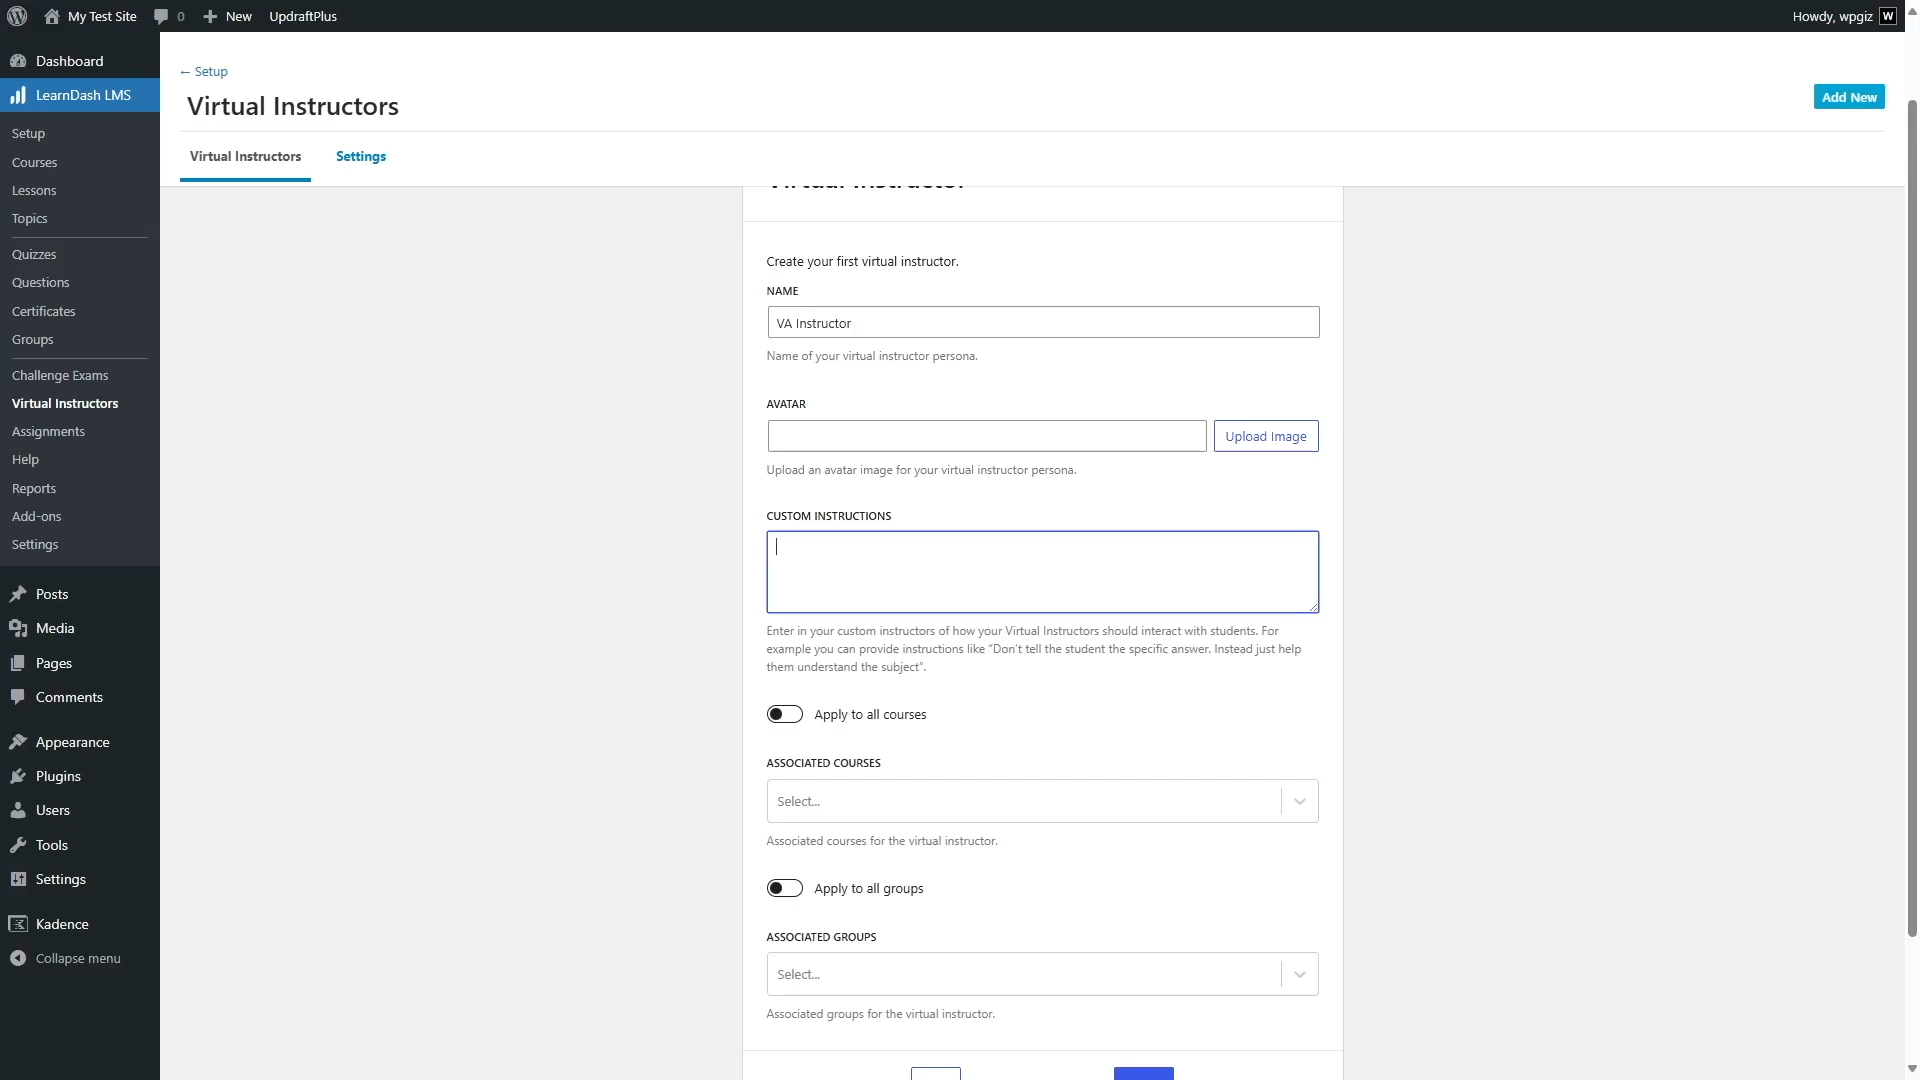 My Test Site
0
New
UpdraftPlus
Howdy, wpgiz
W
Dashboard
LearnDash LMS
Setup
Courses
Lessons
Topics
Quizzes
Questions
Certificates
Groups
Challenge Exams
Virtual Instructors
Assignments
Help
Reports
Add-ons
Settings
Posts
Media
Pages
Comments
Appearance
Plugins
Users
Tools
Settings
Kadence
Collapse menu
← Setup
Virtual Instructors
Add New
Virtual Instructors
Settings
Virtual Instructor
Create your first virtual instructor.
NAME
VA Instructor
Name of your virtual instructor persona.
AVATAR
Upload Image
Upload an avatar image for your virtual instructor persona.
CUSTOM INSTRUCTIONS
Enter in your custom instructors of how your Virtual Instructors should interact with students. For
example you can provide instructions like “Don’t tell the student the specific answer. Instead just help
them understand the subject”.
Apply to all courses
ASSOCIATED COURSES
Select...
Associated courses for the virtual instructor.
Apply to all groups
ASSOCIATED GROUPS
Select...
Associated groups for the virtual instructor.